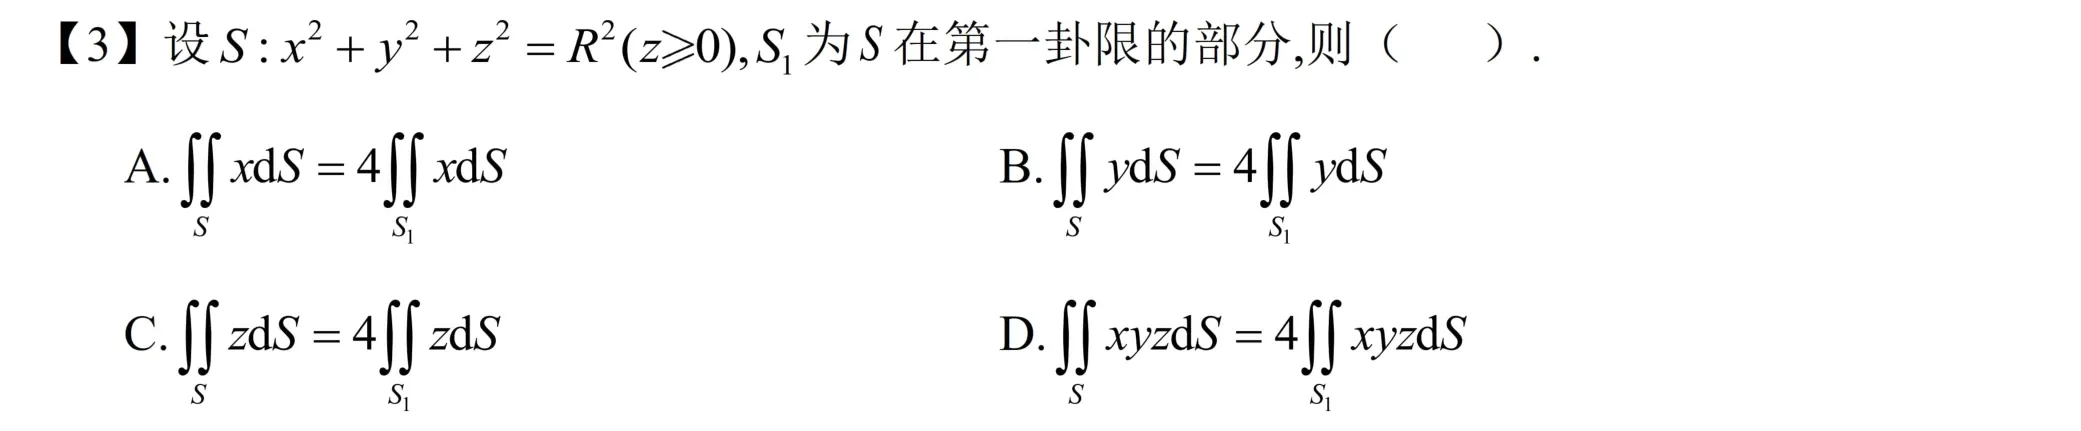 【3】设 $S: x^2 + y^2 + z^2 = R^2 (z \geqslant 0), S_1$ 为 $S$ 在第一卦限的部分,则（　　）.
A. $\iint\limits_S x\mathrm{d}S = 4\iint\limits_{S_1} x\mathrm{d}S$
B. $\iint\limits_S y\mathrm{d}S = 4\iint\limits_{S_1} y\mathrm{d}S$
C. $\iint\limits_S z\mathrm{d}S = 4\iint\limits_{S_1} z\mathrm{d}S$
D. $\iint\limits_S xyz\mathrm{d}S = 4\iint\limits_{S_1} xyz\mathrm{d}S$